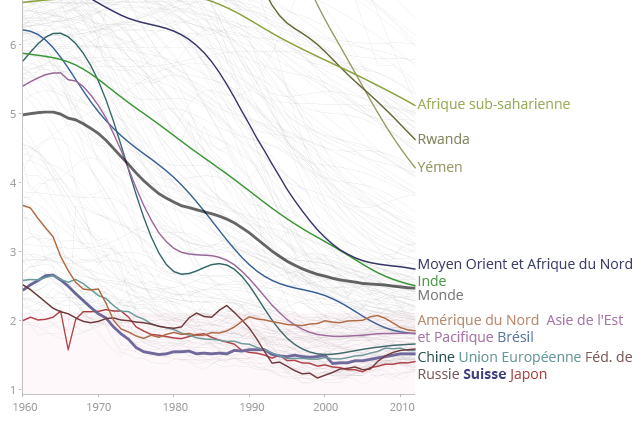 6
5
4
3
2
1
1960
1970
1980
1990
2000
2010
Afrique sub-saharienne
Rwanda
Yémen
Moyen Orient et Afrique du Nord
Inde
Monde
Amérique du Nord Asie de l'Est
et Pacifique Brésil
Chine Union Européenne Féd. de
Russie Suisse Japon